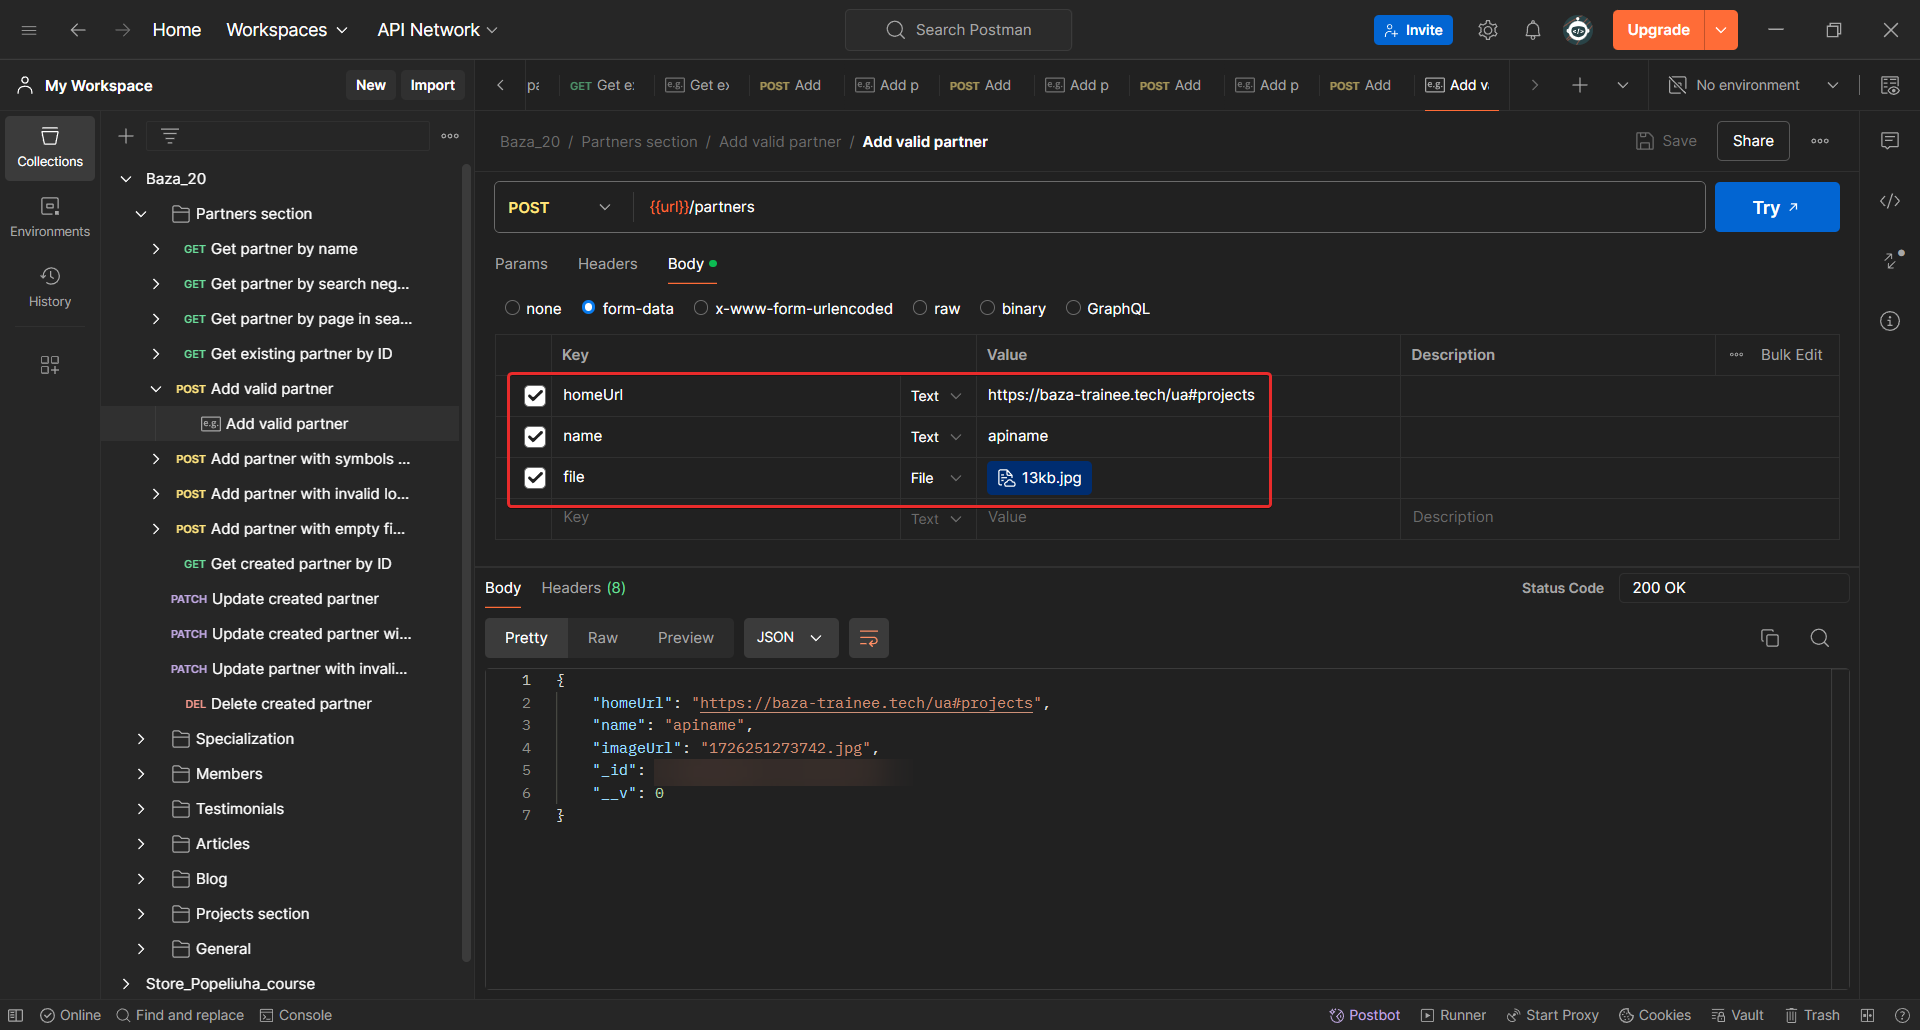 Home Workspaces API Network Search Postman Invite Upgrade
My Workspace New Import
GET Get e: e.g. Get e› POST Add e.g. Add p POST Add e.g. Add p POST Add e.g. Add p POST Add e.g. Add v No environment
Collections
Environments
History
Baza_20
Partners section
GET Get partner by name
GET Get partner by search neg...
GET Get partner by page in sea...
GET Get existing partner by ID
POST Add valid partner
e.g. Add valid partner
POST Add partner with symbols ...
POST Add partner with invalid lo...
POST Add partner with empty fi...
GET Get created partner by ID
PATCH Update created partner
PATCH Update created partner wi...
PATCH Update partner with invali...
DEL Delete created partner
Specialization
Members
Testimonials
Articles
Blog
Projects section
General
Store_Popeliuha_course
Baza_20 / Partners section / Add valid partner / Add valid partner Save Share
POST {{url}}/partners Try
Params Headers Body
none form-data x-www-form-urlencoded raw binary GraphQL
Key Value Description Bulk Edit
homeUrl Text https://baza-trainee.tech/ua#projects
name Text apiname
file File 13kb.jpg
Key Text Value Description
Body Headers (8) Status Code 200 OK
Pretty Raw Preview JSON
1 {
2 "homeUrl": "https://baza-trainee.tech/ua#projects",
3 "name": "apiname",
4 "imageUrl": "1726251273742.jpg",
5 "_id":
6 "__v": 0
7 }
Online Find and replace Console Postbot Runner Start Proxy Cookies Vault Trash